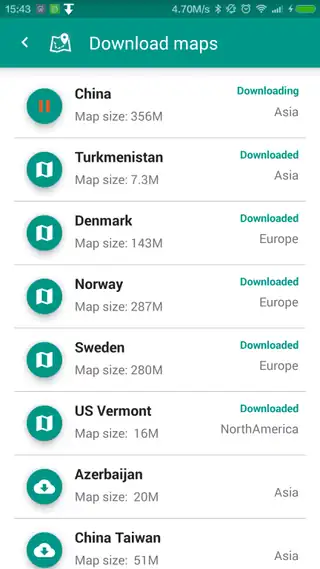 15:43
4.70M/s
Download maps
China
Downloading
Map size: 356M
Asia
Turkmenistan
Downloaded
Map size: 7.3M
Asia
Denmark
Downloaded
Map size: 143M
Europe
Norway
Downloaded
Map size: 287M
Europe
Sweden
Downloaded
Map size: 280M
Europe
US Vermont
Downloaded
Map size: 16M
NorthAmerica
Azerbaijan
Map size: 20M
Asia
China Taiwan
Map size: 51M
Asia